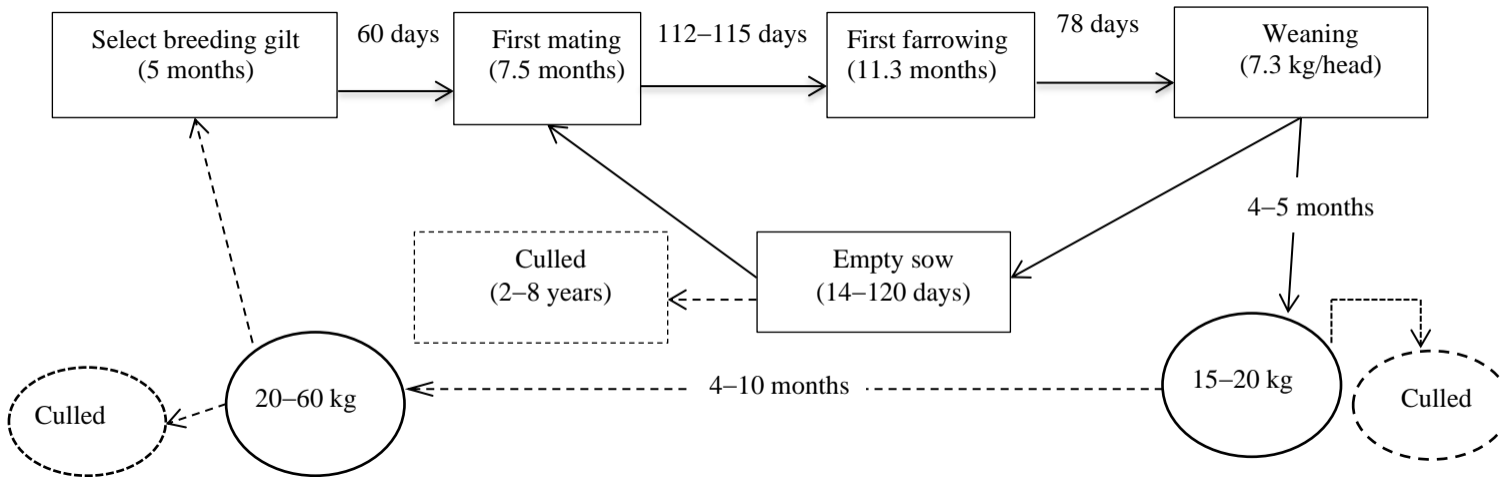 Select breeding gilt
(5 months)
60 days
First mating
(7.5 months)
112–115 days
First farrowing
(11.3 months)
78 days
Weaning
(7.3 kg/head)
4–5 months
Culled
(2–8 years)
Empty sow
(14–120 days)
Culled
20–60 kg
4–10 months
15–20 kg
Culled